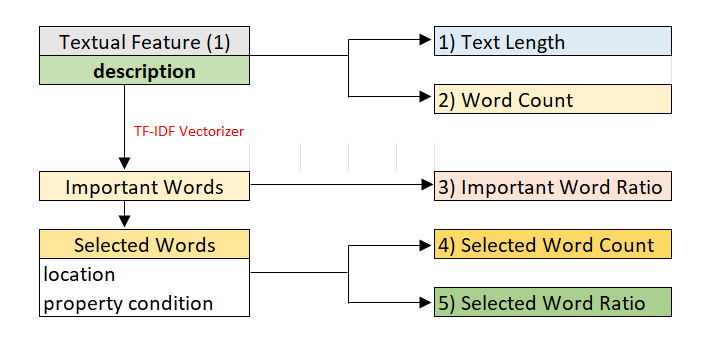 Textual Feature (1)
description
1) Text Length
2) Word Count
TF-IDF Vectorizer
Important Words
3) Important Word Ratio
Selected Words
location
property condition
4) Selected Word Count
5) Selected Word Ratio